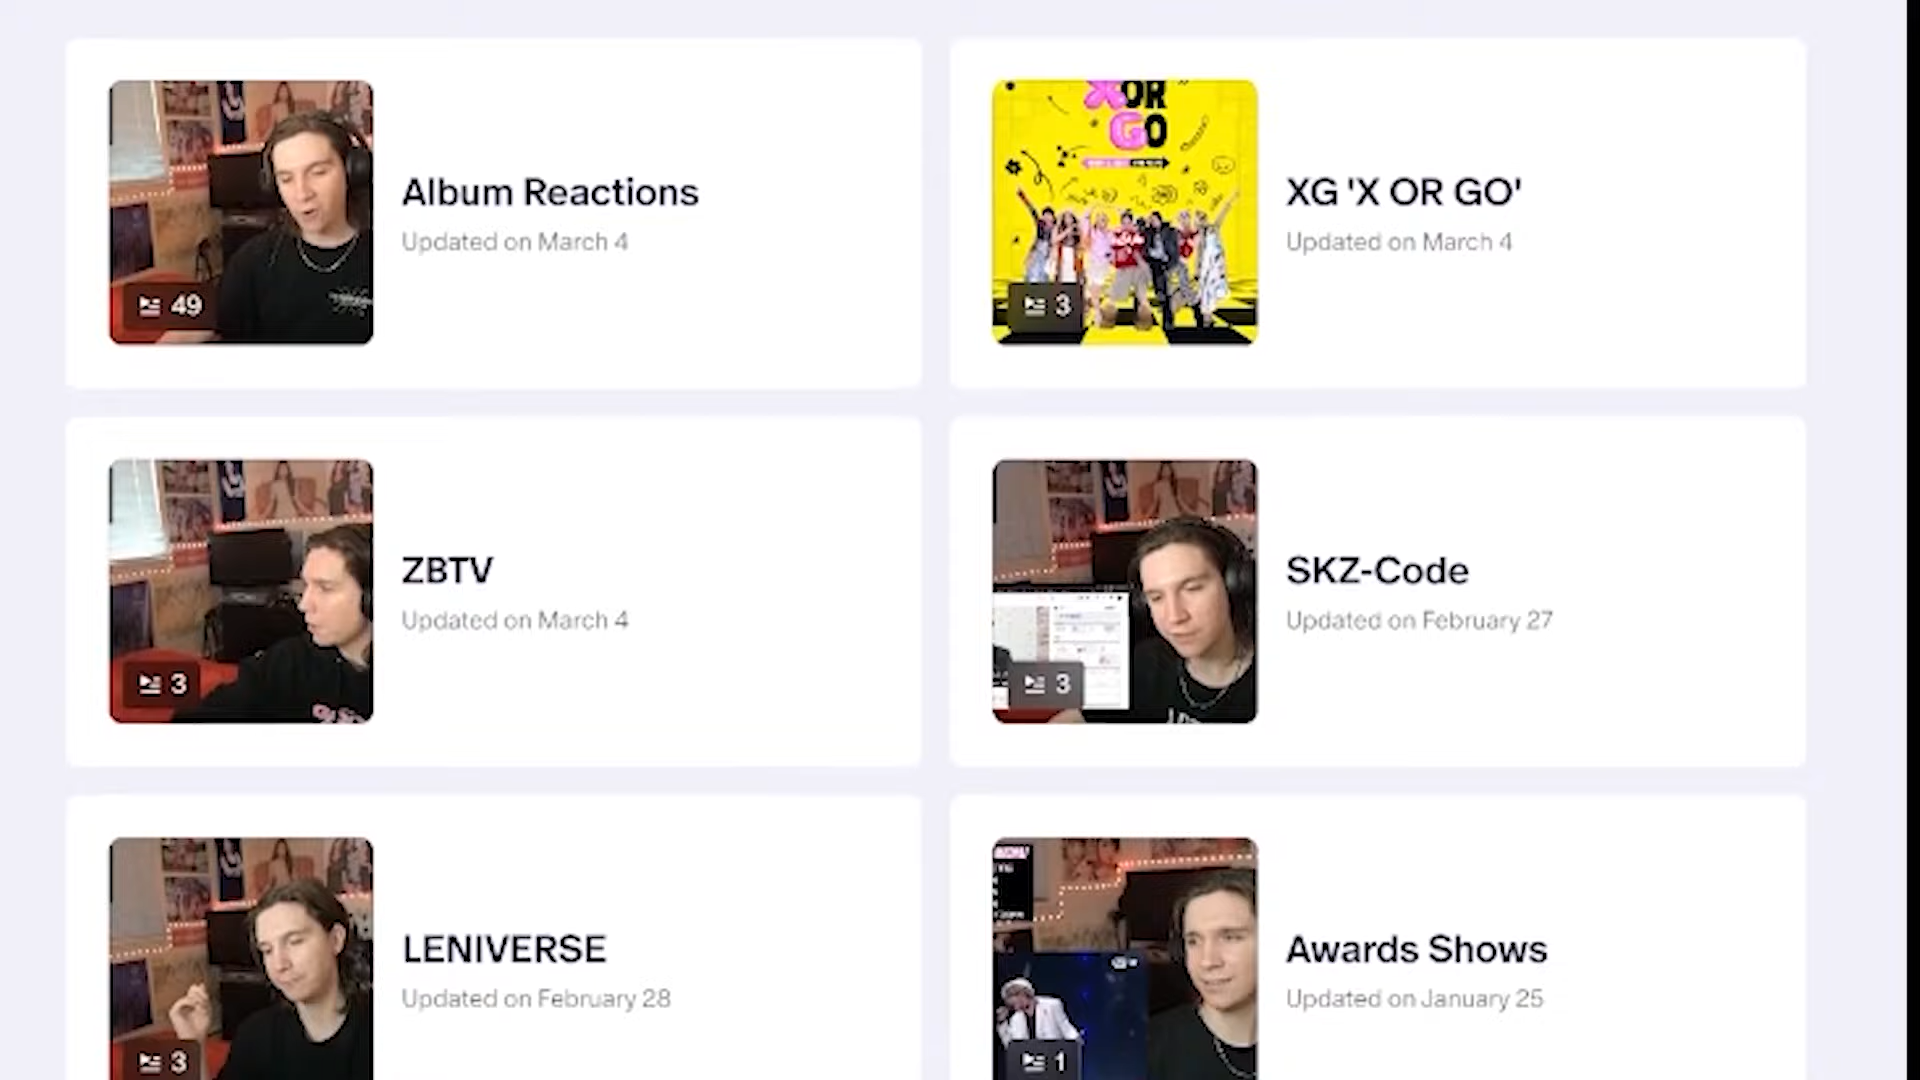 Album Reactions
Updated on March 4
49
X OR
GO
XG 'X OR GO'
Updated on March 4
3
ZBTV
Updated on March 4
3
SKZ-Code
Updated on February 27
3
LENIVERSE
Updated on February 28
3
Awards Shows
Updated on January 25
1